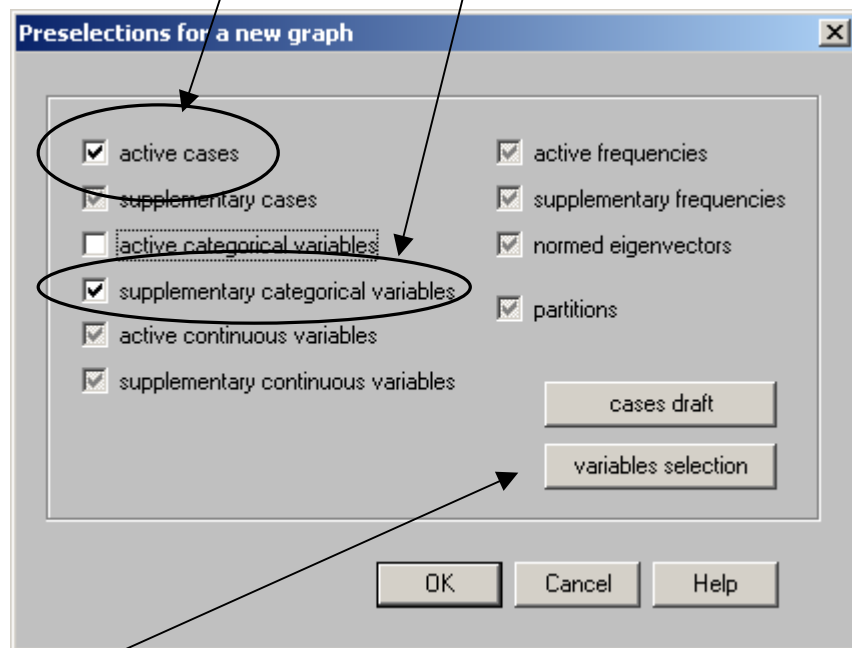 Preselections for a new graph
active cases
supplementary cases
active categorical variables
supplementary categorical variables
active continuous variables
supplementary continuous variables
active frequencies
supplementary frequencies
normed eigenvectors
partitions
cases draft
variables selection
OK
Cancel
Help